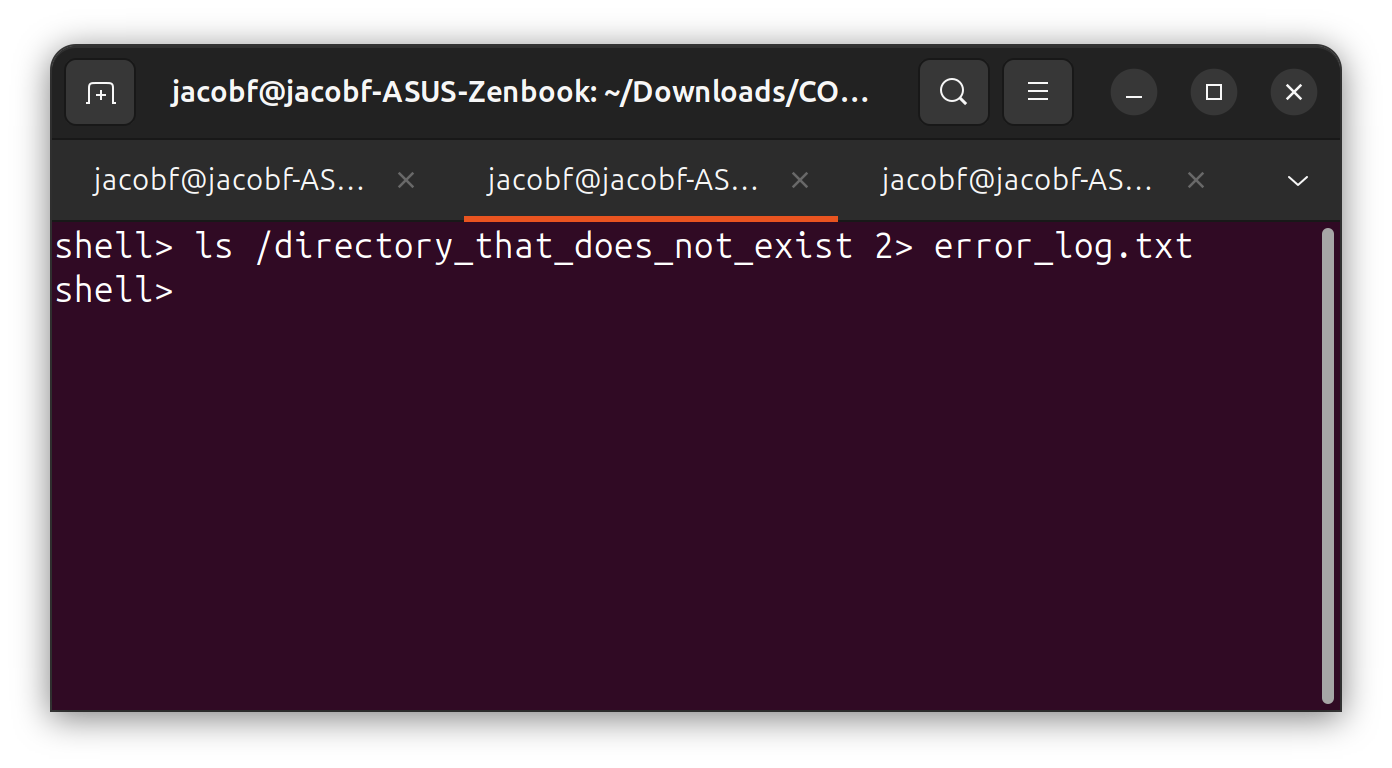 jacobf@jacobf-ASUS-Zenbook: ~/Downloads/CO...
jacobf@jacobf-AS... jacobf@jacobf-AS... jacobf@jacobf-AS...
shell> ls /directory_that_does_not_exist 2> error_log.txt
shell>